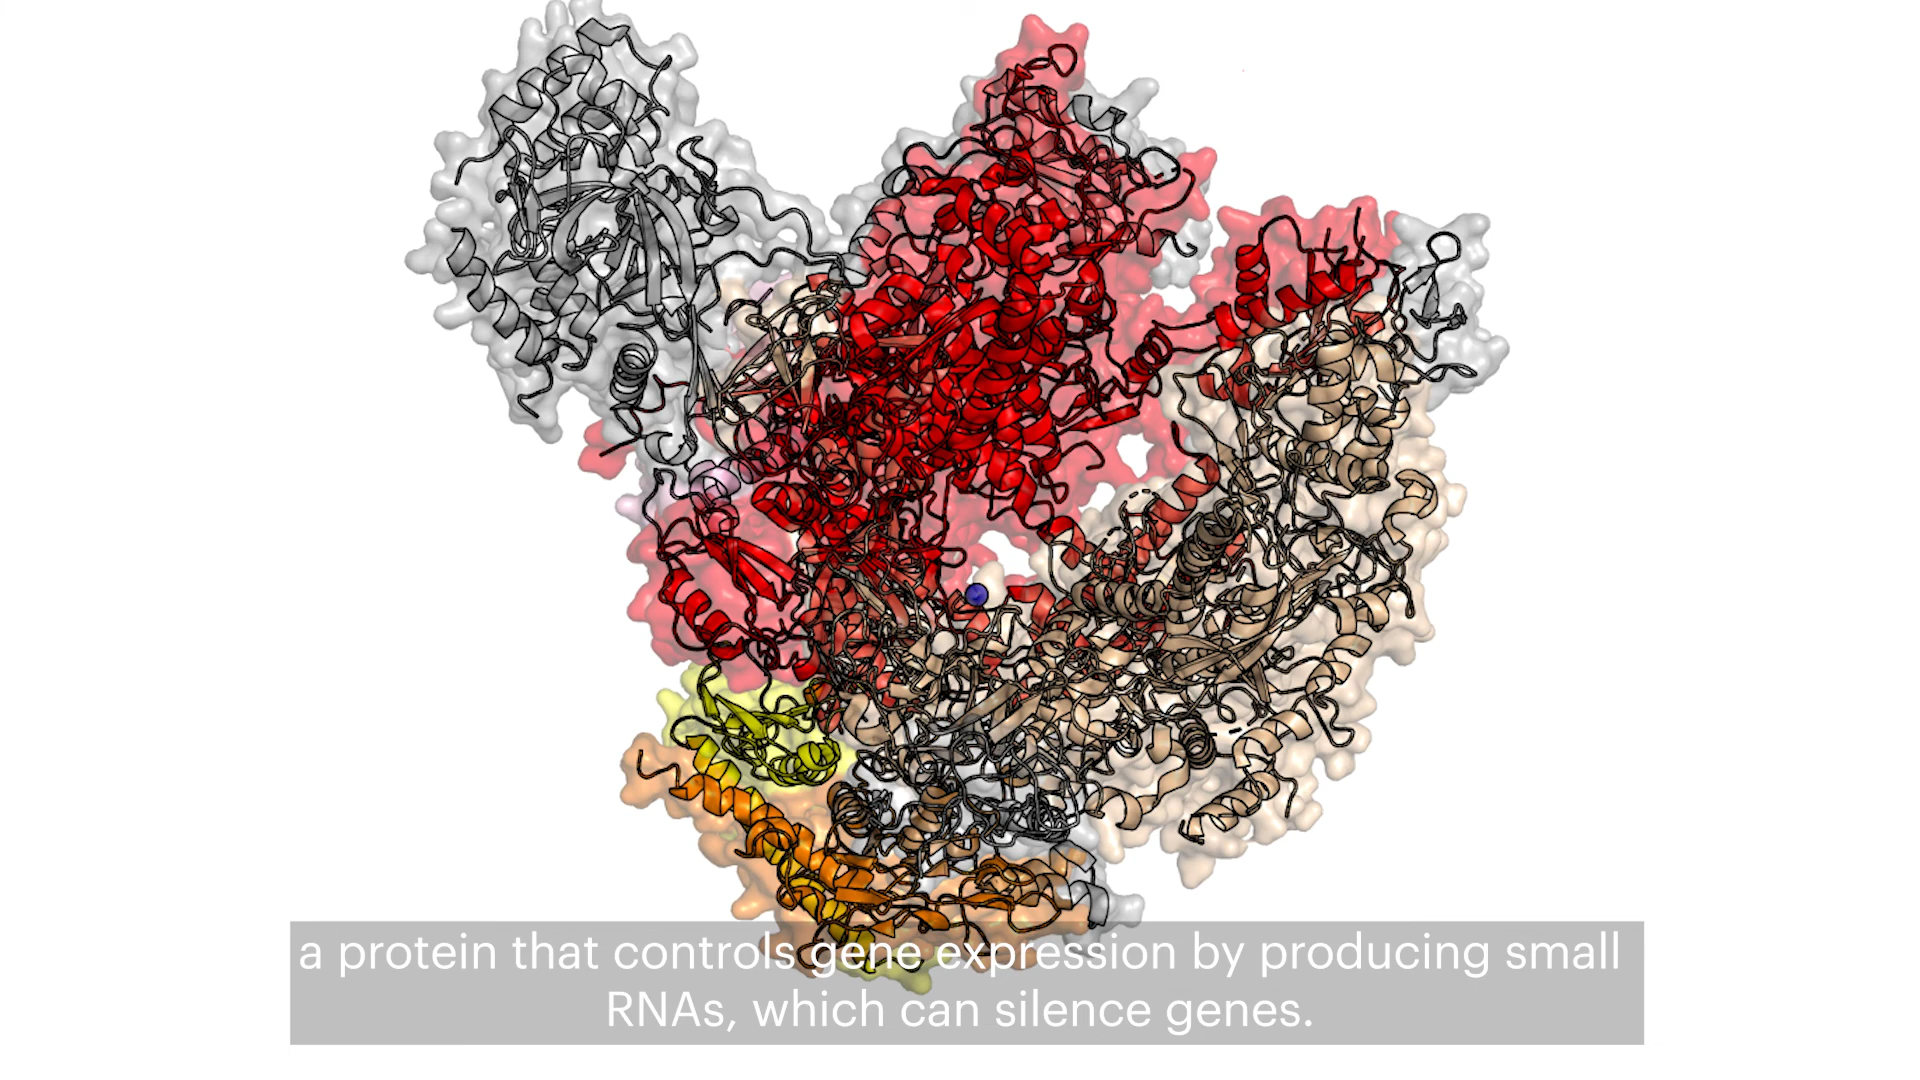 a protein that controls gene expression by producing small
RNAs, which can silence genes.